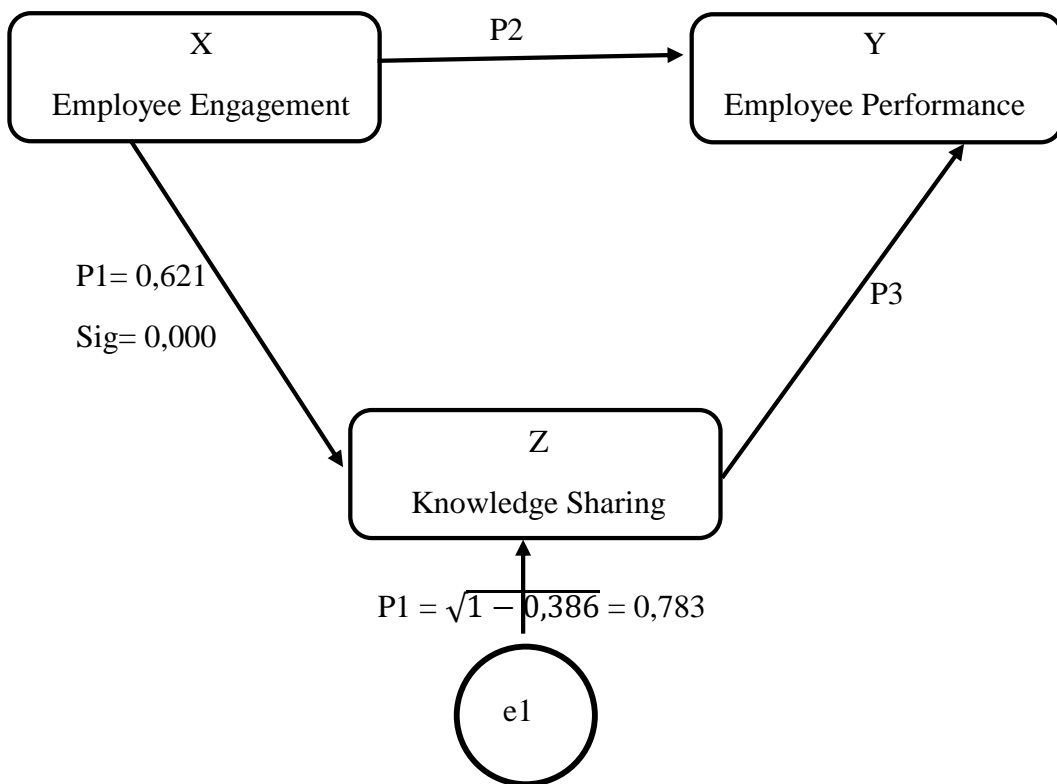 X
Employee Engagement
P2
Y
Employee Performance
P1= 0,621
Sig= 0,000
P3
Z
Knowledge Sharing
P1 = √1 − 0,386 = 0,783
e1